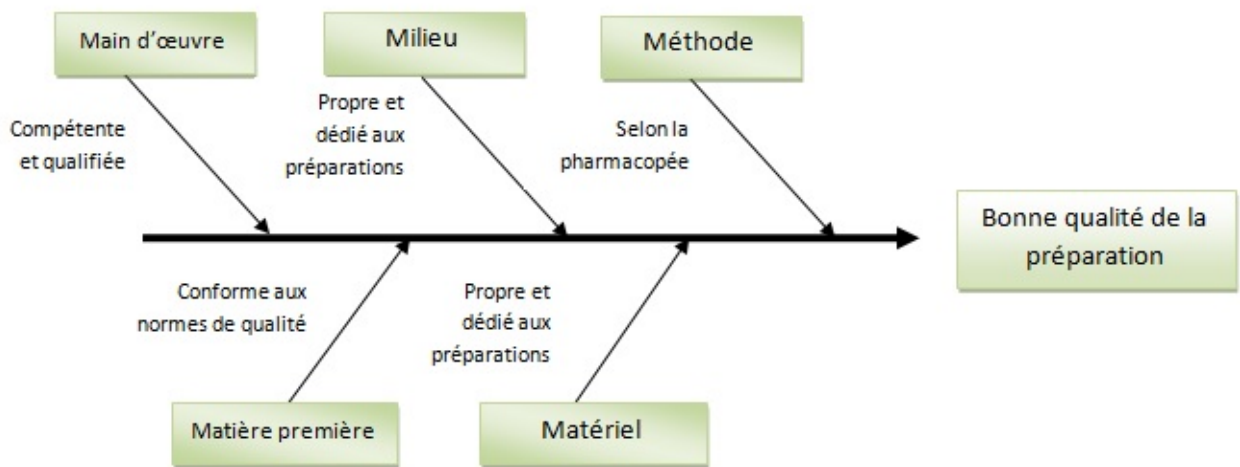 Main d'œuvre
Milieu
Méthode
Compétente
et qualifiée
Propre et
dédié aux
préparations
Selon la
pharmacopée
Bonne qualité de la
préparation
Conforme aux
normes de qualité
Propre et
dédié aux
préparations
Matière première
Matériel